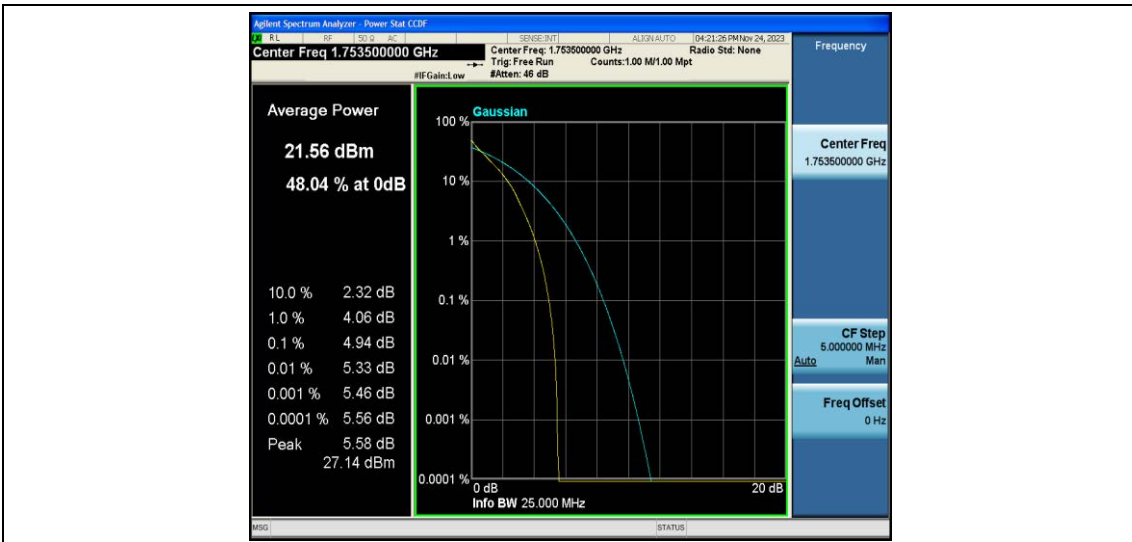 Agilent Spectrum Analyzer - Power Stat CCDF
LXI RL RF 50 Ω AC SENSE:INT ALIGN AUTO 04:21:26 PM Nov 24, 2023
Center Freq 1.753500000 GHz
Center Freq: 1.753500000 GHz Radio Std: None
Trig: Free Run Counts:1.00 M/1.00 Mpt
#IFGain:Low #Atten: 46 dB
Frequency
Average Power
21.56 dBm
48.04 % at 0dB
10.0 % 2.32 dB
1.0 % 4.06 dB
0.1 % 4.94 dB
0.01 % 5.33 dB
0.001 % 5.46 dB
0.0001 % 5.56 dB
Peak 5.58 dB
27.14 dBm
Gaussian
100 %
10 %
1 %
0.1 %
0.01 %
0.001 %
0.0001 %
0 dB 20 dB
Info BW 25.000 MHz
Center Freq
1.753500000 GHz
CF Step
5.000000 MHz
Auto Man
Freq Offset
0 Hz
MSG STATUS